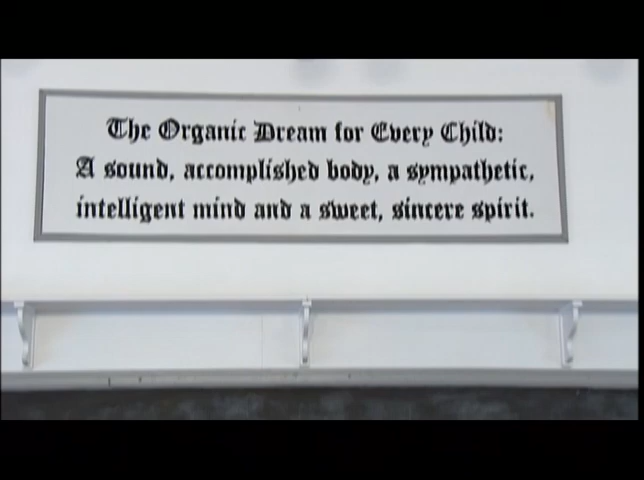 The Organic Dream for Every Child:
A sound, accomplished body, a sympathetic,
intelligent mind and a sweet, sincere spirit.